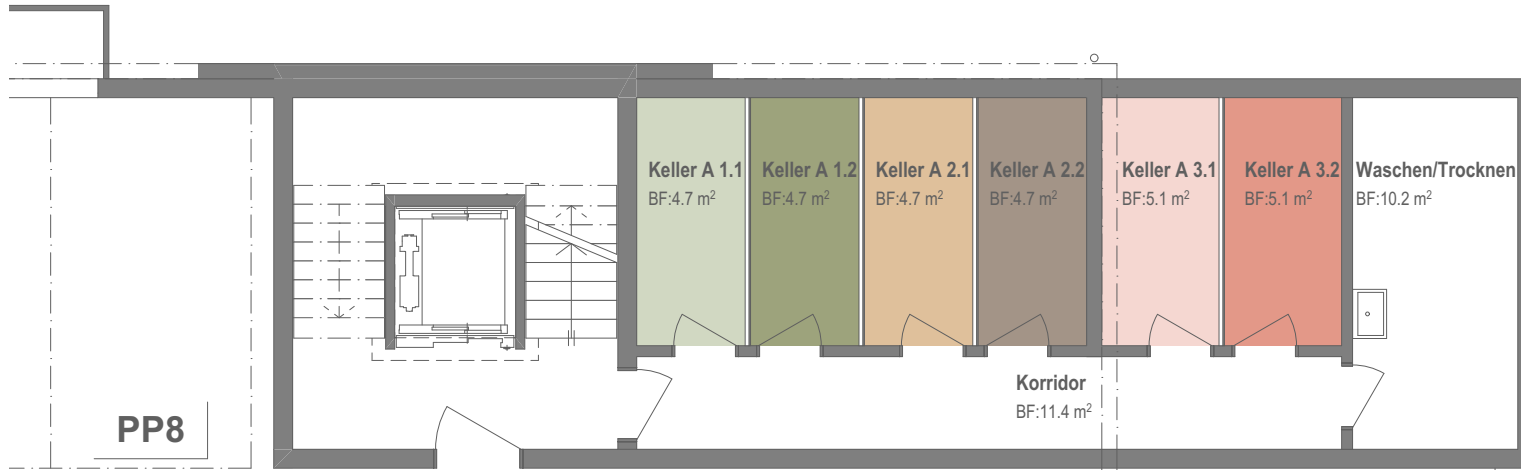 Keller A 1.1
BF:4.7 m²
Keller A 1.2
BF:4.7 m²
Keller A 2.1
BF:4.7 m²
Keller A 2.2
BF:4.7 m²
Keller A 3.1
BF:5.1 m²
Keller A 3.2
BF:5.1 m²
Waschen/Trocknen
BF:10.2 m²
Korridor
BF:11.4 m²
PP8